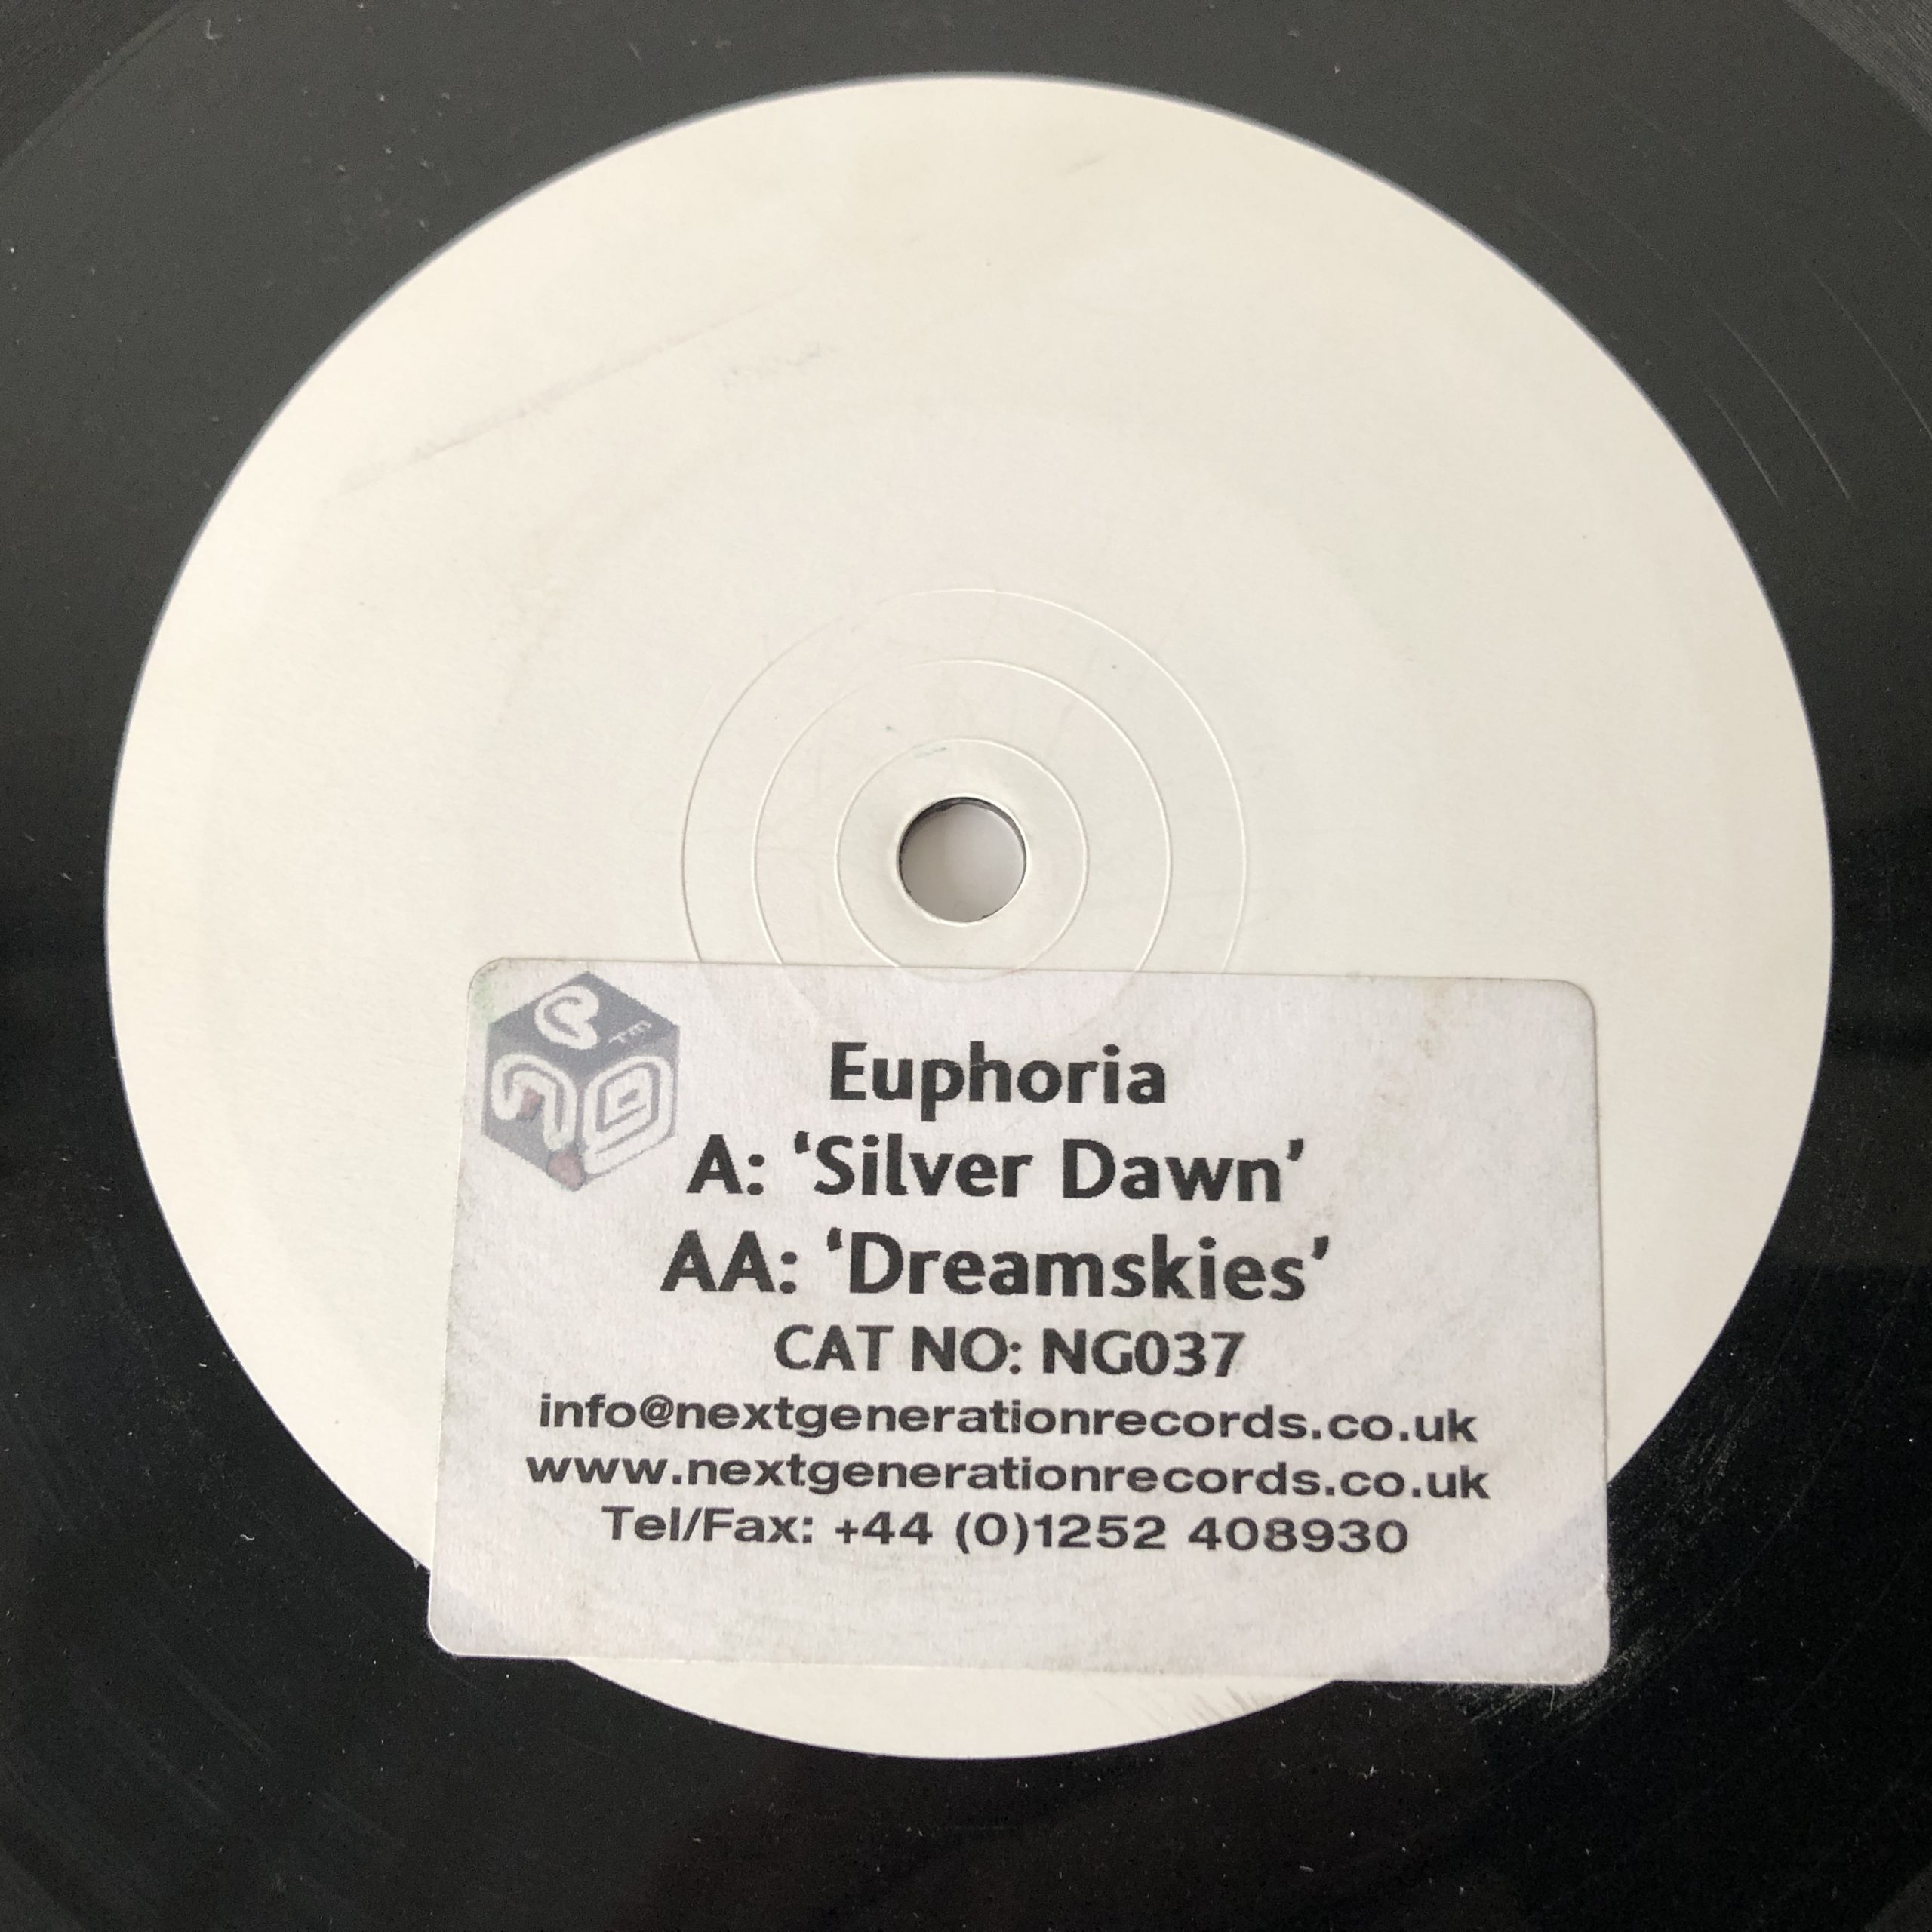 Euphoria
A: ‘Silver Dawn’
AA: ‘Dreamskies’
CAT NO: NG037
info@nextgenerationrecords.co.uk
www.nextgenerationrecords.co.uk
Tel/Fax: +44 (0)1252 408930